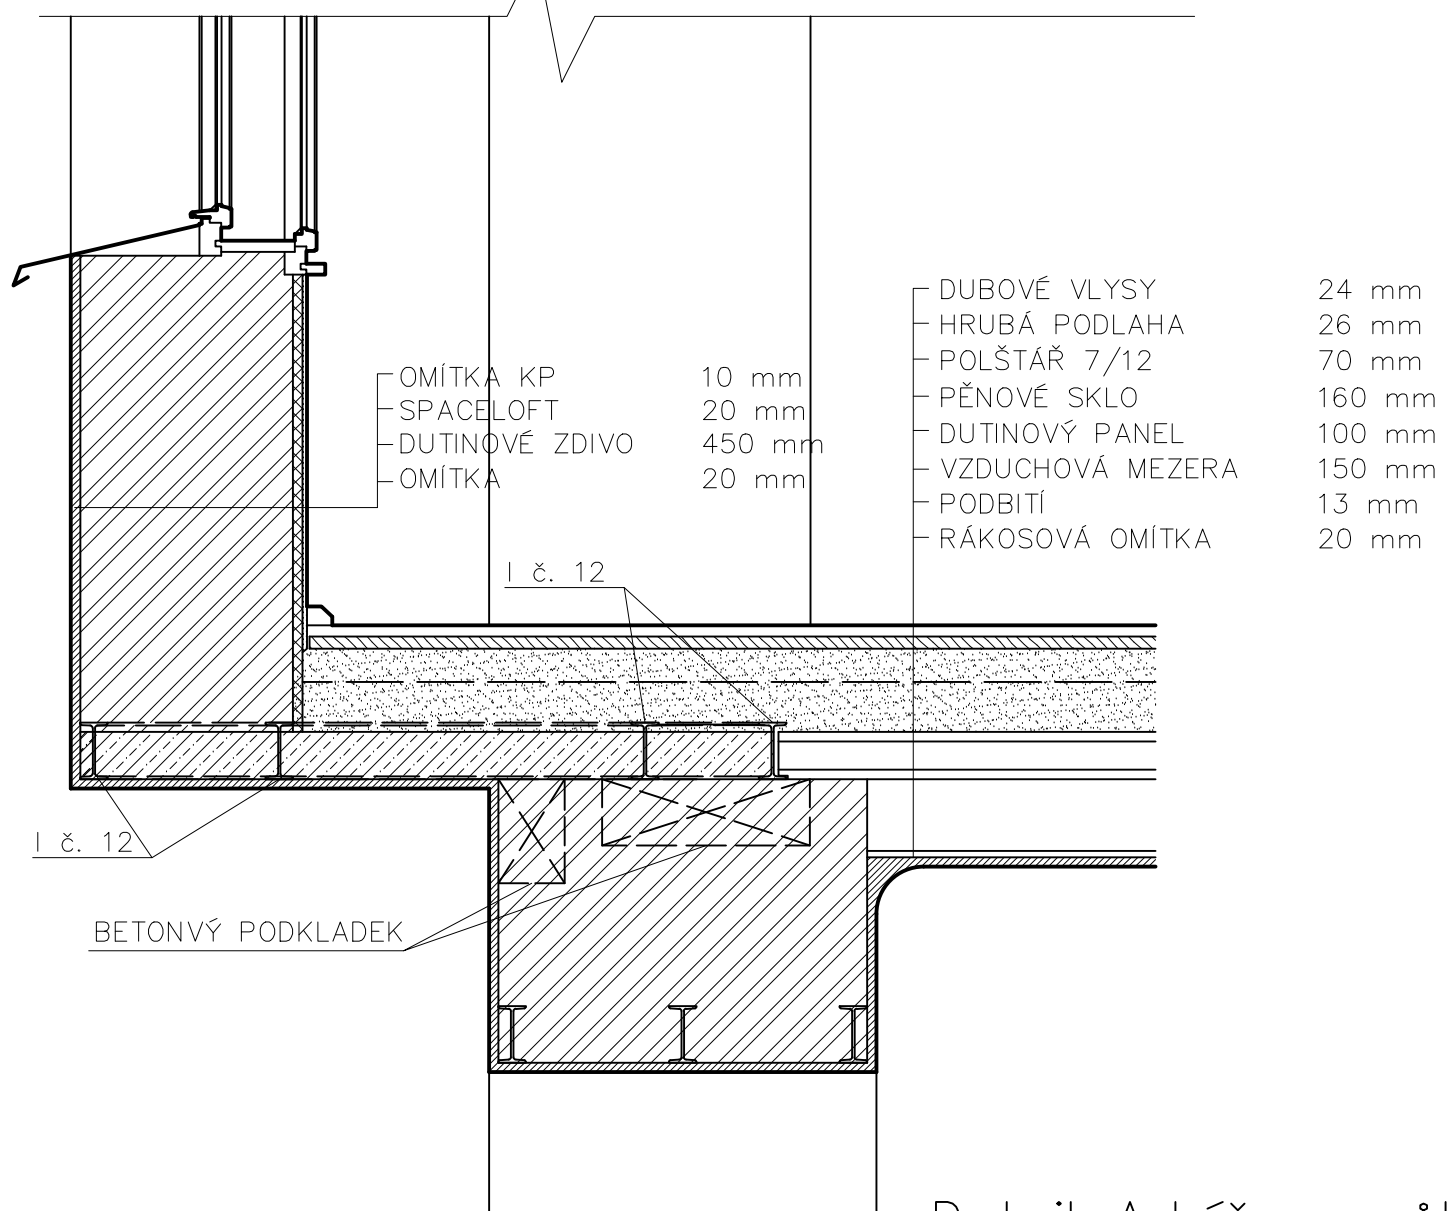 DUBOVÉ VLYSY 24 mm
HRUBÁ PODLAHA 26 mm
POLŠTÁŘ 7/12 70 mm
PĚNOVÉ SKLO 160 mm
DUTINOVÝ PANEL 100 mm
VZDUCHOVÁ MEZERA 150 mm
PODBITÍ 13 mm
RÁKOSOVÁ OMÍTKA 20 mm
OMÍTKA KP 10 mm
SPACELOFT 20 mm
DUTINOVÉ ZDIVO 450 mm
OMÍTKA 20 mm
I č. 12
I č. 12
BETONVÝ PODKLADEK